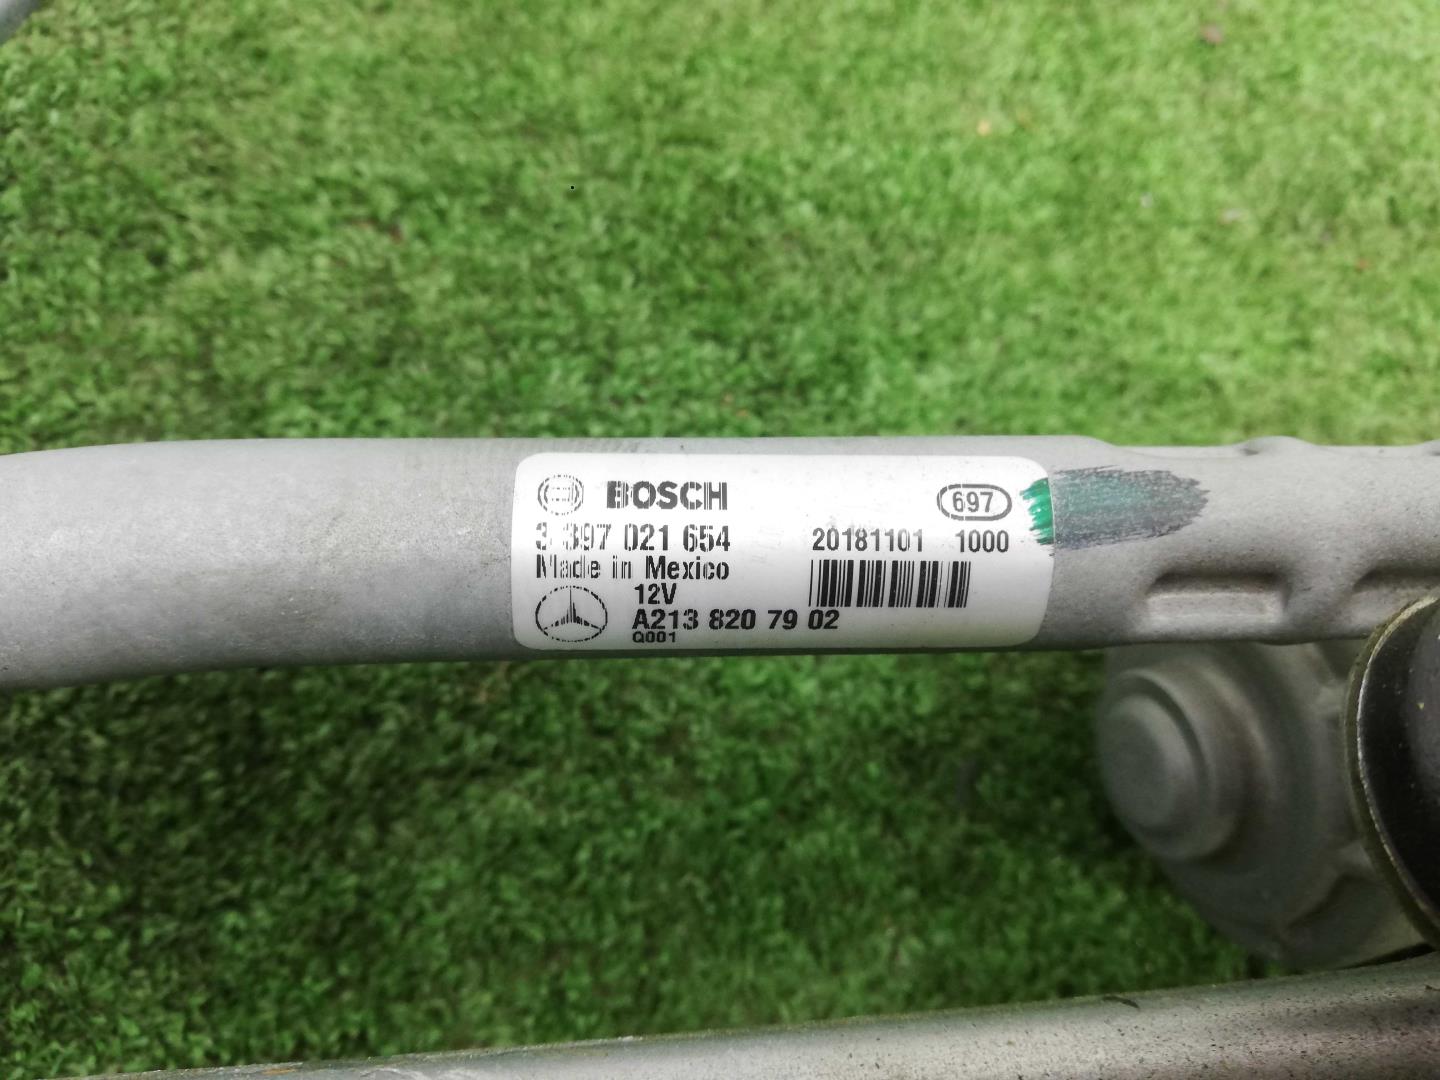 BOSCH 697
3 397 021 654 20181101 1000
Made in Mexico
12V
A213 820 79 02
Q001